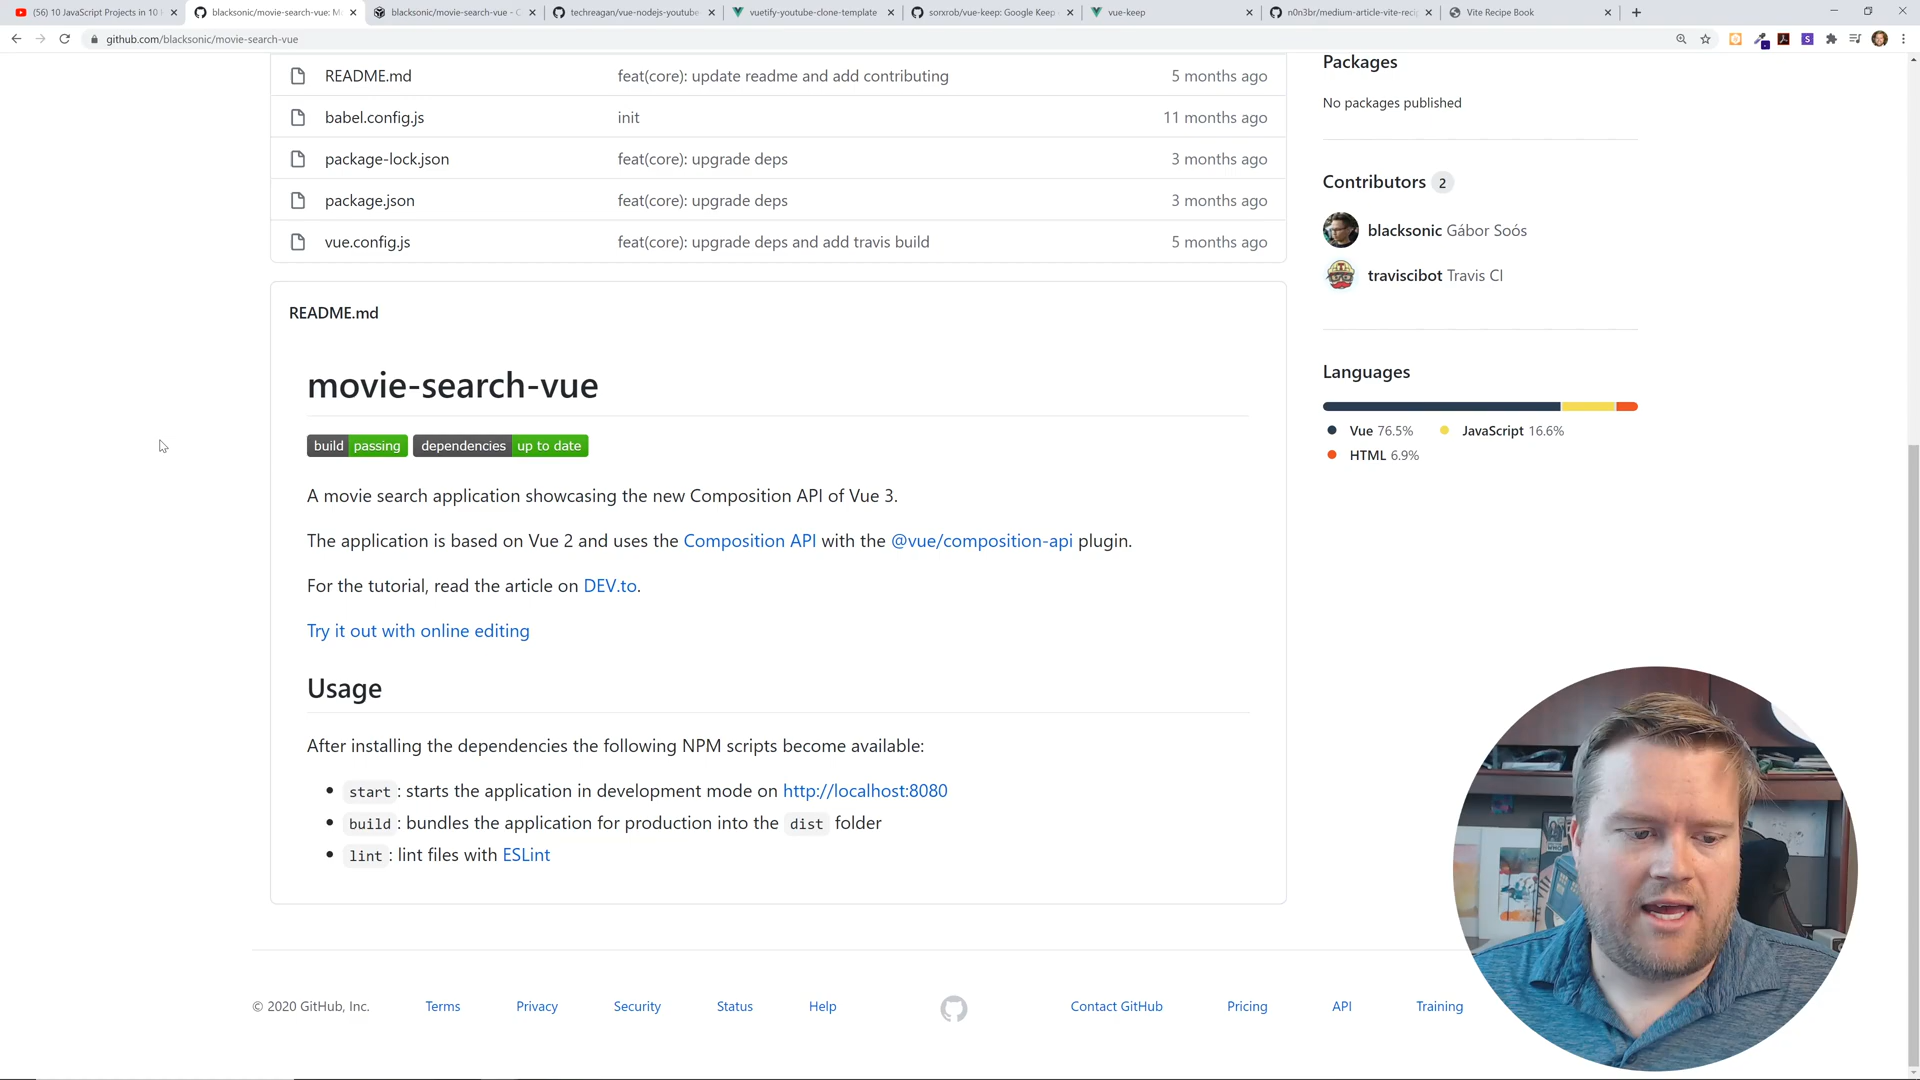 (56) 10 JavaScript Projects in 10 H
blacksonic/movie-search-vue: Mo
blacksonic/movie-search-vue - C
techreagan/vue-nodejs-youtube
vuetify-youtube-clone-template
sorxrob/vue-keep: Google Keep
vue-keep
n0n3br/medium-article-vite-reci
Vite Recipe Book
github.com/blacksonic/movie-search-vue
README.md feat(core): update readme and add contributing 5 months ago
babel.config.js init 11 months ago
package-lock.json feat(core): upgrade deps 3 months ago
package.json feat(core): upgrade deps 3 months ago
vue.config.js feat(core): upgrade deps and add travis build 5 months ago
README.md
movie-search-vue
build passing dependencies up to date
A movie search application showcasing the new Composition API of Vue 3.
The application is based on Vue 2 and uses the Composition API with the @vue/composition-api plugin.
For the tutorial, read the article on DEV.to.
Try it out with online editing
Usage
After installing the dependencies the following NPM scripts become available:
• start : starts the application in development mode on http://localhost:8080
• build : bundles the application for production into the dist folder
• lint : lint files with ESLint
Packages
No packages published
Contributors 2
blacksonic Gábor Soós
traviscibot Travis CI
Languages
Vue 76.5% JavaScript 16.6%
HTML 6.9%
© 2020 GitHub, Inc. Terms Privacy Security Status Help Contact GitHub Pricing API Training